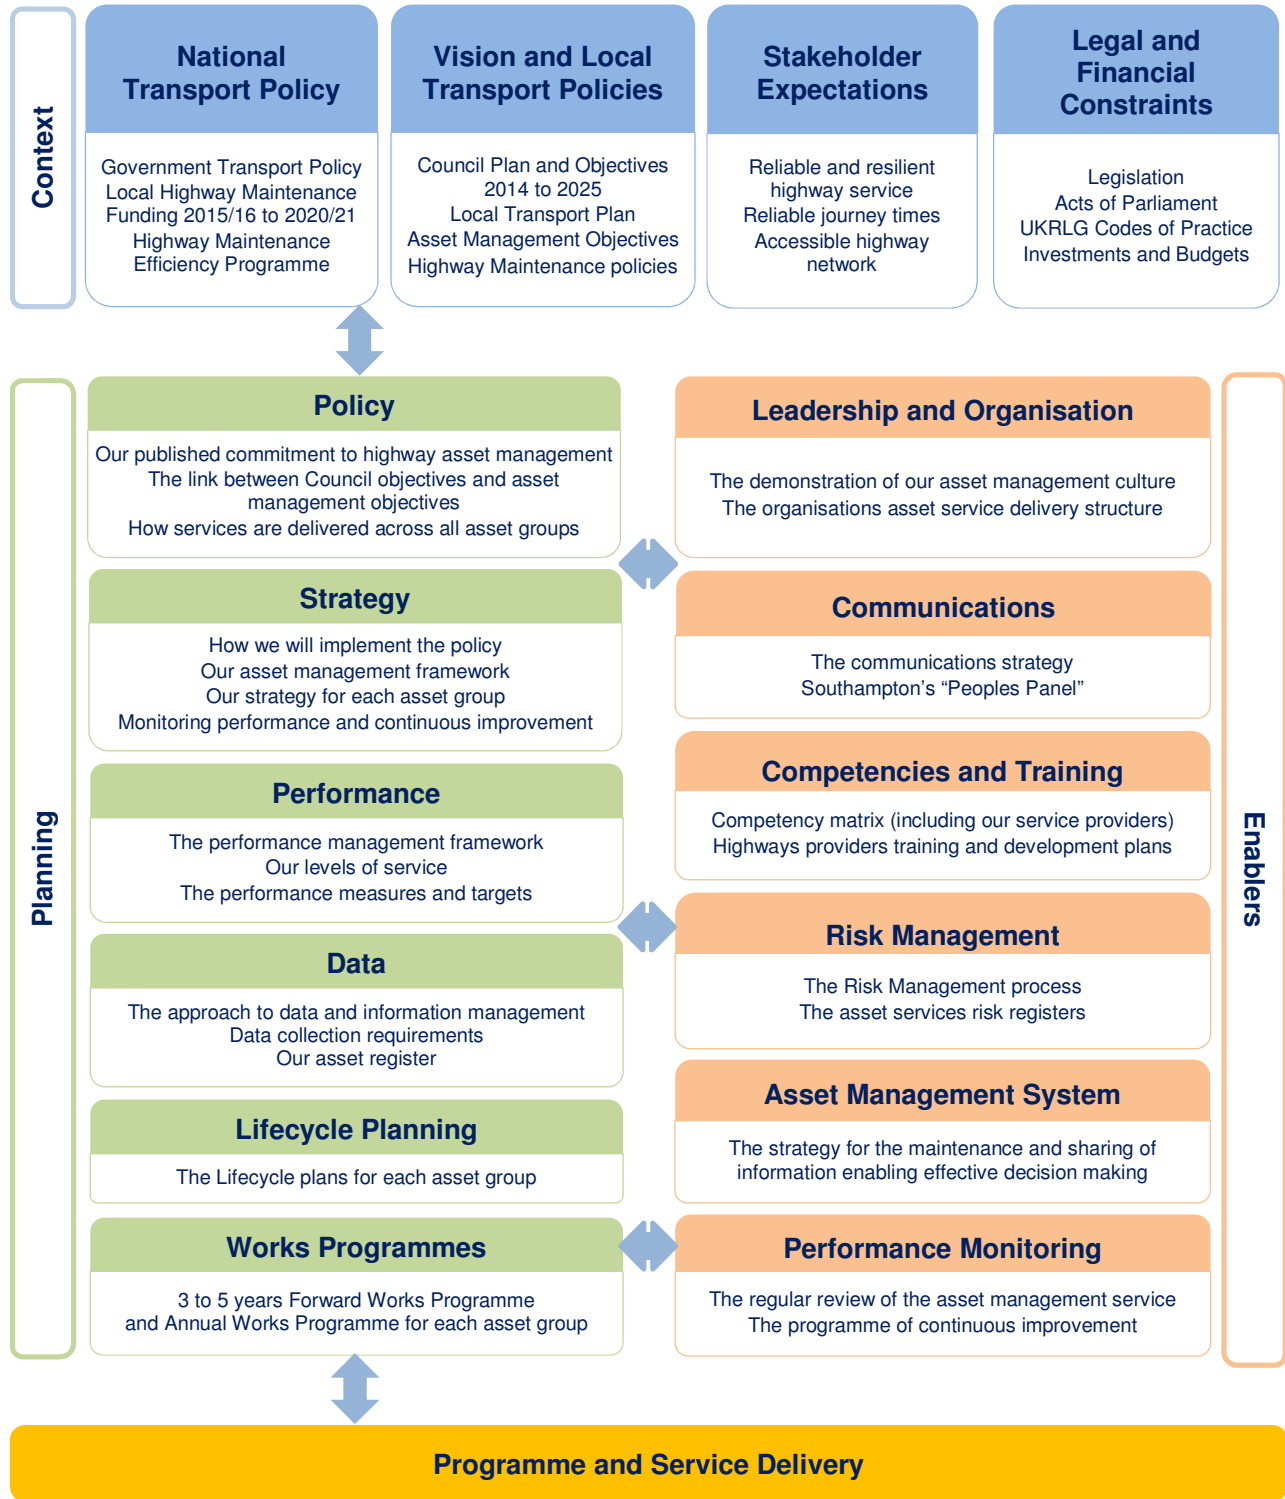 Context
National
Transport Policy
Government Transport Policy
Local Highway Maintenance
Funding 2015/16 to 2020/21
Highway Maintenance
Efficiency Programme
Vision and Local
Transport Policies
Council Plan and Objectives
2014 to 2025
Local Transport Plan
Asset Management Objectives
Highway Maintenance policies
Stakeholder
Expectations
Reliable and resilient
highway service
Reliable journey times
Accessible highway
network
Legal and
Financial
Constraints
Legislation
Acts of Parliament
UKRLG Codes of Practice
Investments and Budgets
Planning
Policy
Our published commitment to highway asset management
The link between Council objectives and asset
management objectives
How services are delivered across all asset groups
Strategy
How we will implement the policy
Our asset management framework
Our strategy for each asset group
Monitoring performance and continuous improvement
Performance
The performance management framework
Our levels of service
The performance measures and targets
Data
The approach to data and information management
Data collection requirements
Our asset register
Lifecycle Planning
The Lifecycle plans for each asset group
Works Programmes
3 to 5 years Forward Works Programme
and Annual Works Programme for each asset group
Leadership and Organisation
The demonstration of our asset management culture
The organisations asset service delivery structure
Communications
The communications strategy
Southampton’s “Peoples Panel”
Competencies and Training
Competency matrix (including our service providers)
Highways providers training and development plans
Risk Management
The Risk Management process
The asset services risk registers
Asset Management System
The strategy for the maintenance and sharing of
information enabling effective decision making
Performance Monitoring
The regular review of the asset management service
The programme of continuous improvement
Enablers
Programme and Service Delivery